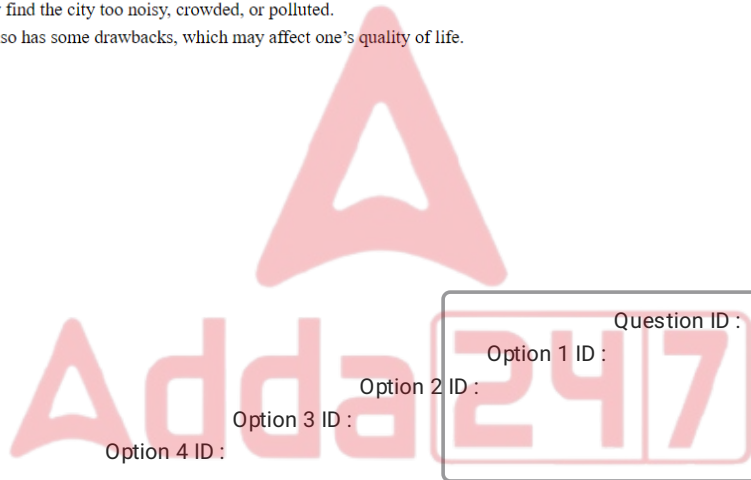 find the city too noisy, crowded, or polluted.
so has some drawbacks, which may affect one's quality of life.
Question ID :
Option 1 ID :
Option 2 ID :
Option 3 ID :
Option 4 ID :
Adda247